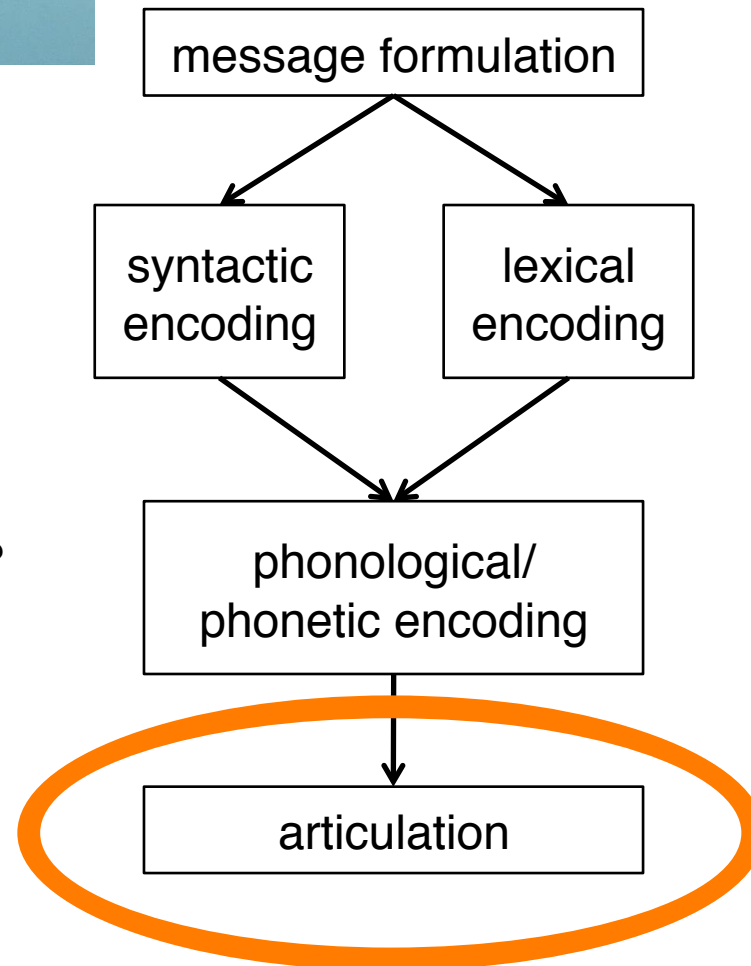 message formulation
syntactic
encoding
lexical
encoding
phonological/
phonetic encoding
articulation